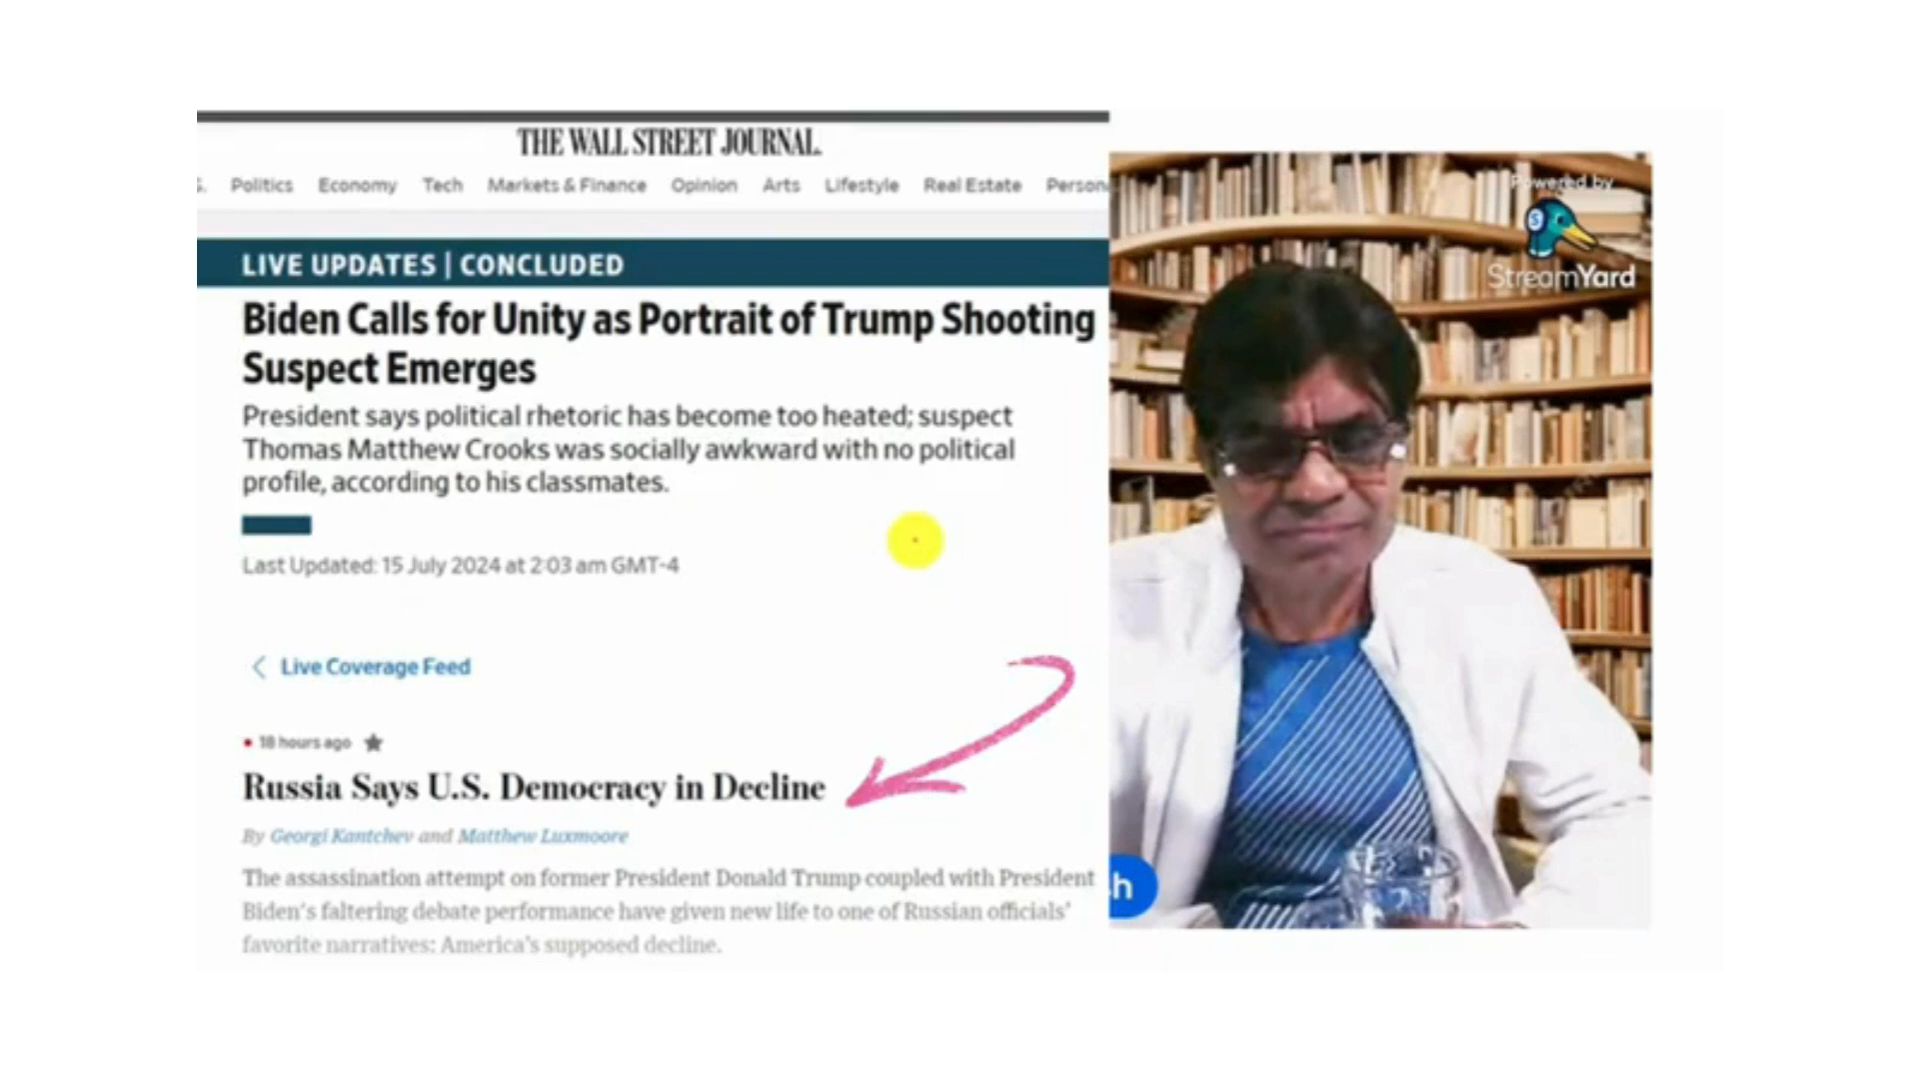 THE WALL STREET JOURNAL.
S. Politics Economy Tech Markets & Finance Opinion Arts Lifestyle Real Estate Person
LIVE UPDATES | CONCLUDED
Biden Calls for Unity as Portrait of Trump Shooting
Suspect Emerges
President says political rhetoric has become too heated; suspect
Thomas Matthew Crooks was socially awkward with no political
profile, according to his classmates.
Last Updated: 15 July 2024 at 2:03 am GMT-4
Live Coverage Feed
18 hours ago
Russia Says U.S. Democracy in Decline
By Georgi Kantchev and Matthew Luxmoore
The assassination attempt on former President Donald Trump coupled with President
Biden's faltering debate performance have given new life to one of Russian officials'
favorite narratives: America's supposed decline.
Powered by
S
StreamYard
h